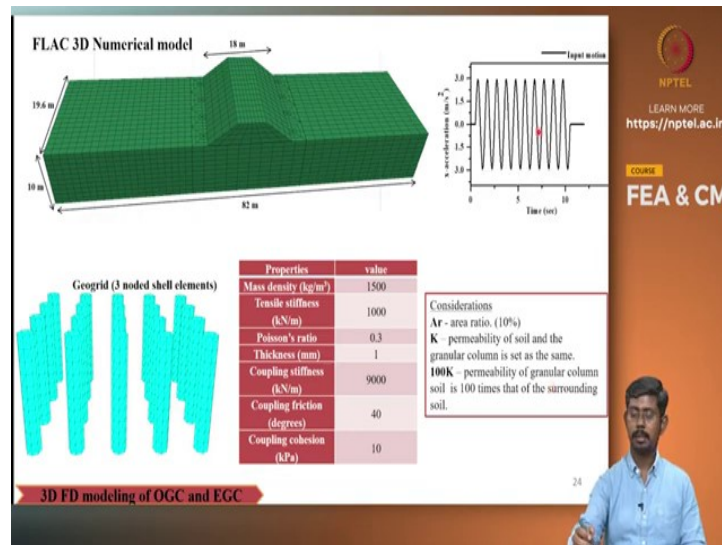 FLAC 3D Numerical model
18 m
19.6 m
10 m
82 m
Input motion
x-acceleration (m/s²)
3.0
1.5
0.0
1.5
3.0
0
5
10
Time (sec)
NPTEL
LEARN MORE
https://nptel.ac.in
COURSE
FEA & CM
Geogrid (3 noded shell elements)
Properties value
Mass density (kg/m³) 1500
Tensile stiffness
(kN/m)
1000
Poisson's ratio 0.3
Thickness (mm) 1
Coupling stiffness
(kN/m)
9000
Coupling friction
(degrees)
40
Coupling cohesion
(kPa)
10
Considerations
Ar - area ratio. (10%)
K – permeability of soil and the
granular column is set as the same.
100K – permeability of granular column
soil is 100 times that of the surrounding
soil.
24
3D FD modeling of OGC and EGC